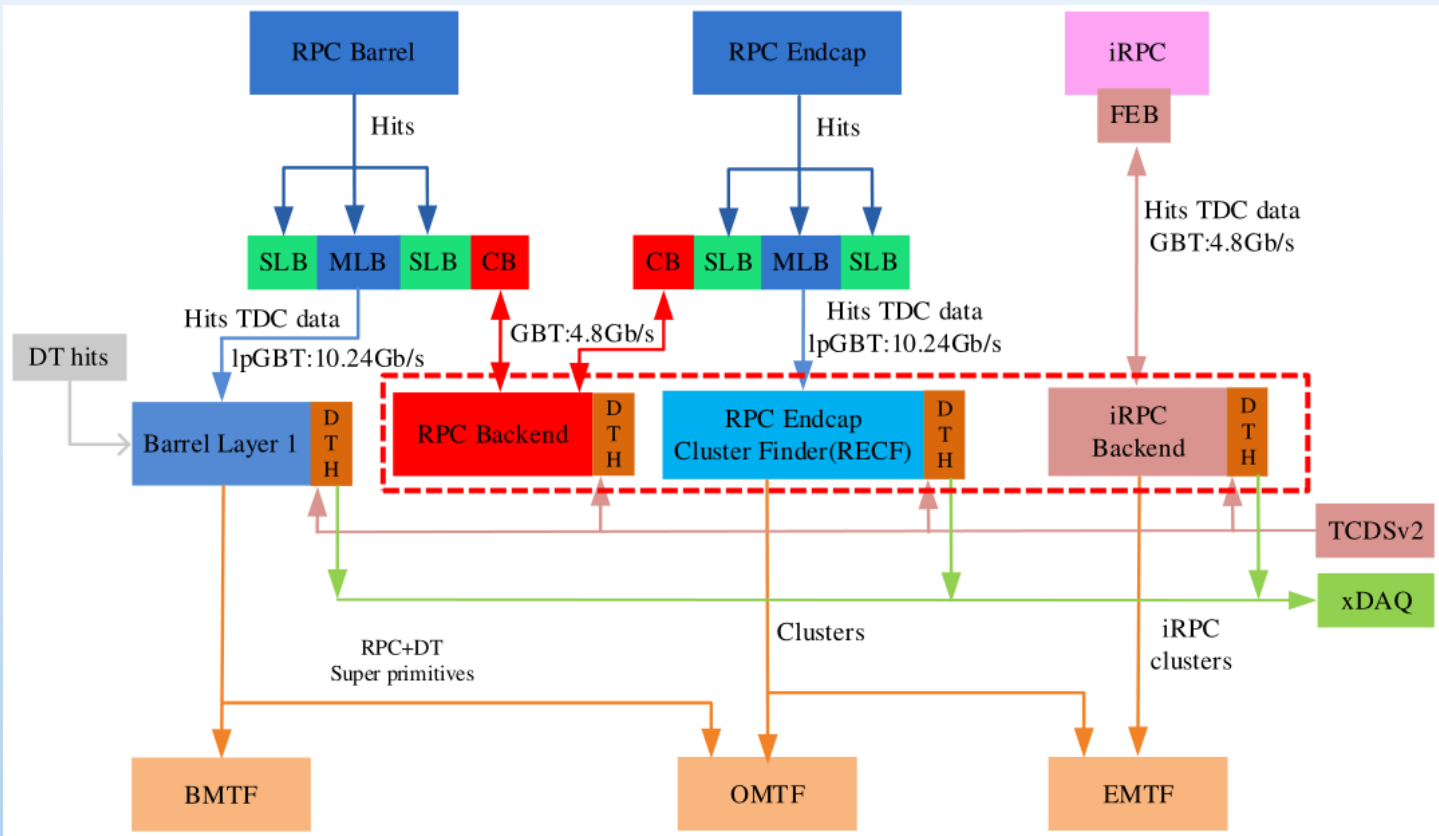 RPC Barrel
RPC Endcap
iRPC
FEB
Hits
Hits
Hits TDC data
GBT:4.8Gb/s
SLB MLB SLB CB
CB SLB MLB SLB
Hits TDC data
lpGBT:10.24Gb/s
GBT:4.8Gb/s
Hits TDC data
lpGBT:10.24Gb/s
DT hits
Barrel Layer 1
D
T
H
RPC Backend
D
T
H
RPC Endcap
Cluster Finder(RECF)
D
T
H
iRPC
Backend
D
T
H
TCDSv2
xDAQ
RPC+DT
Super primitives
Clusters
iRPC
clusters
BMTF
OMTF
EMTF